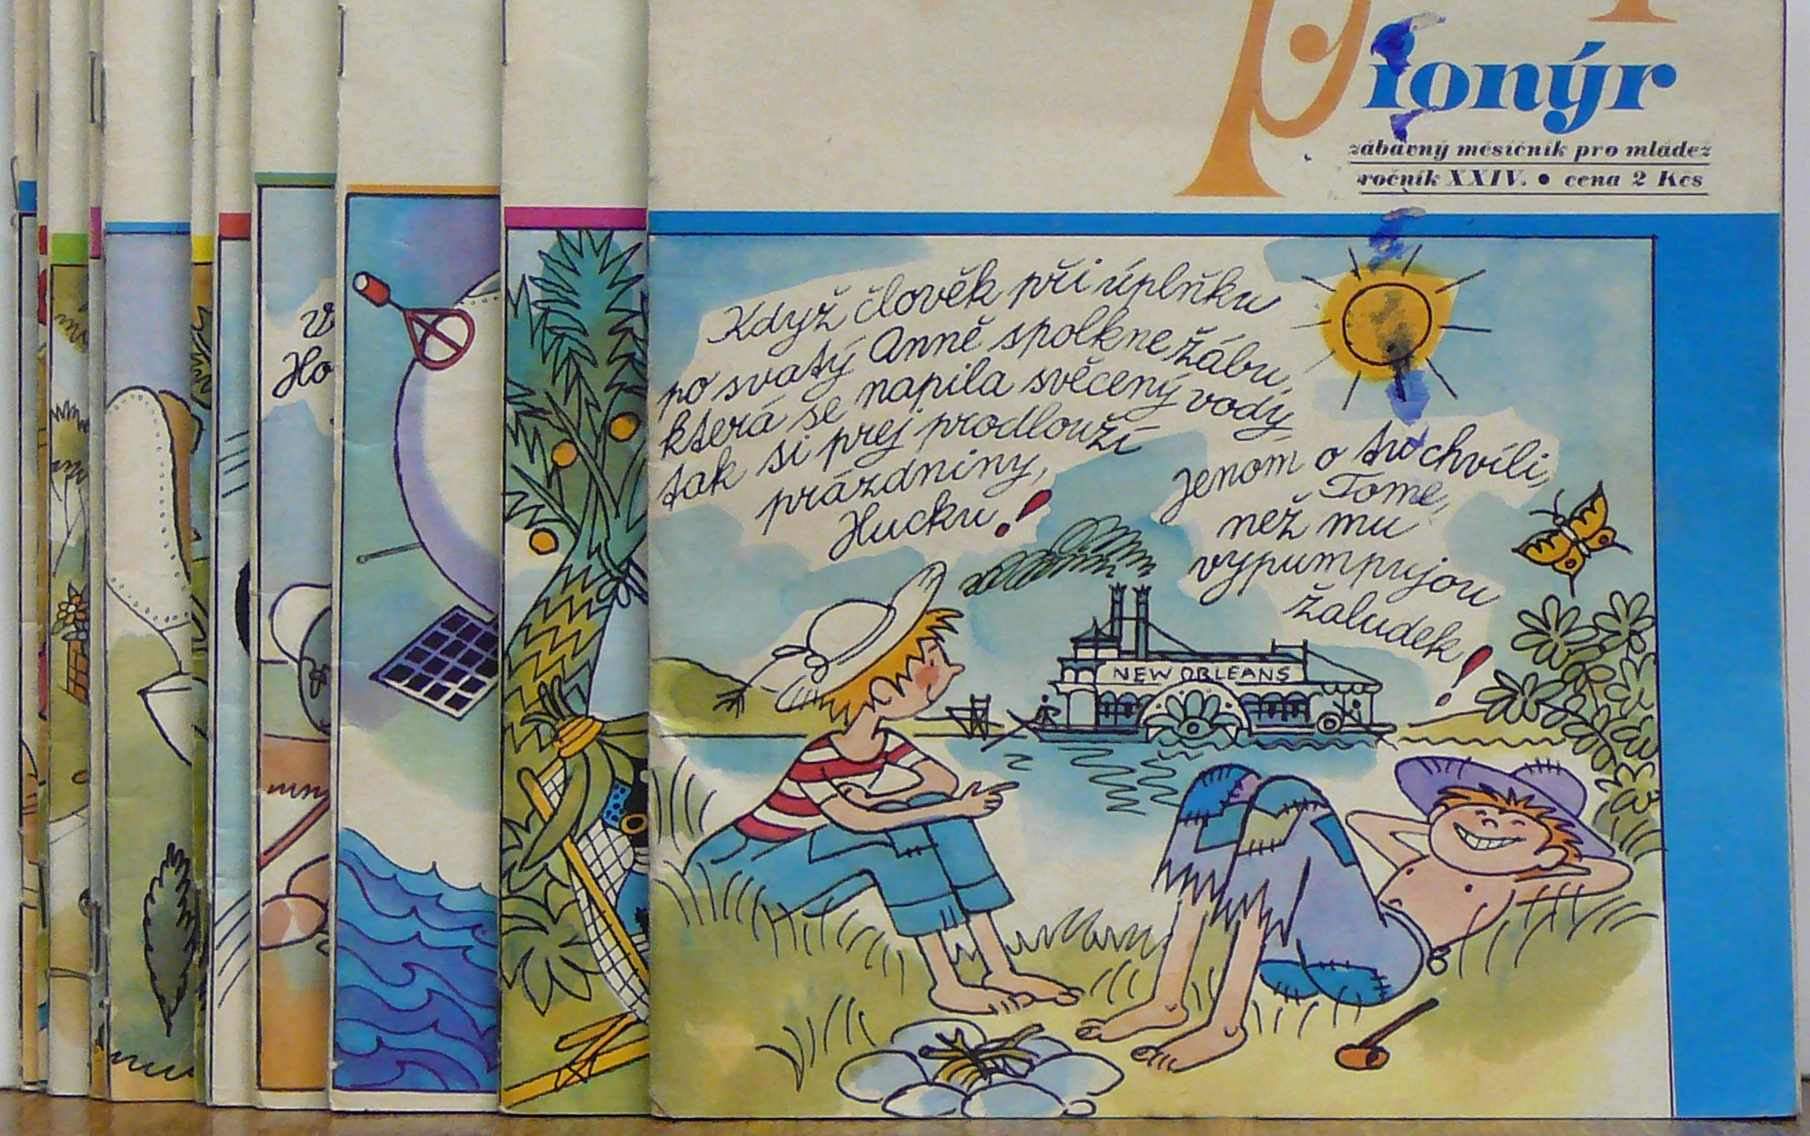 Pionýr
zábavný měsíčník pro mládež
ročník XXIV. • cena 2 Kčs
Když člověk při úplňku
po svatý Anně spolkne žábu,
která se napila svěcený vody,
tak si prej prodlouží
prázdniny,
Hucku!
Jenom o tu chvíli,
Tome,
než mu
vypumpujou
žaludek!
NEW ORLEANS
Ho